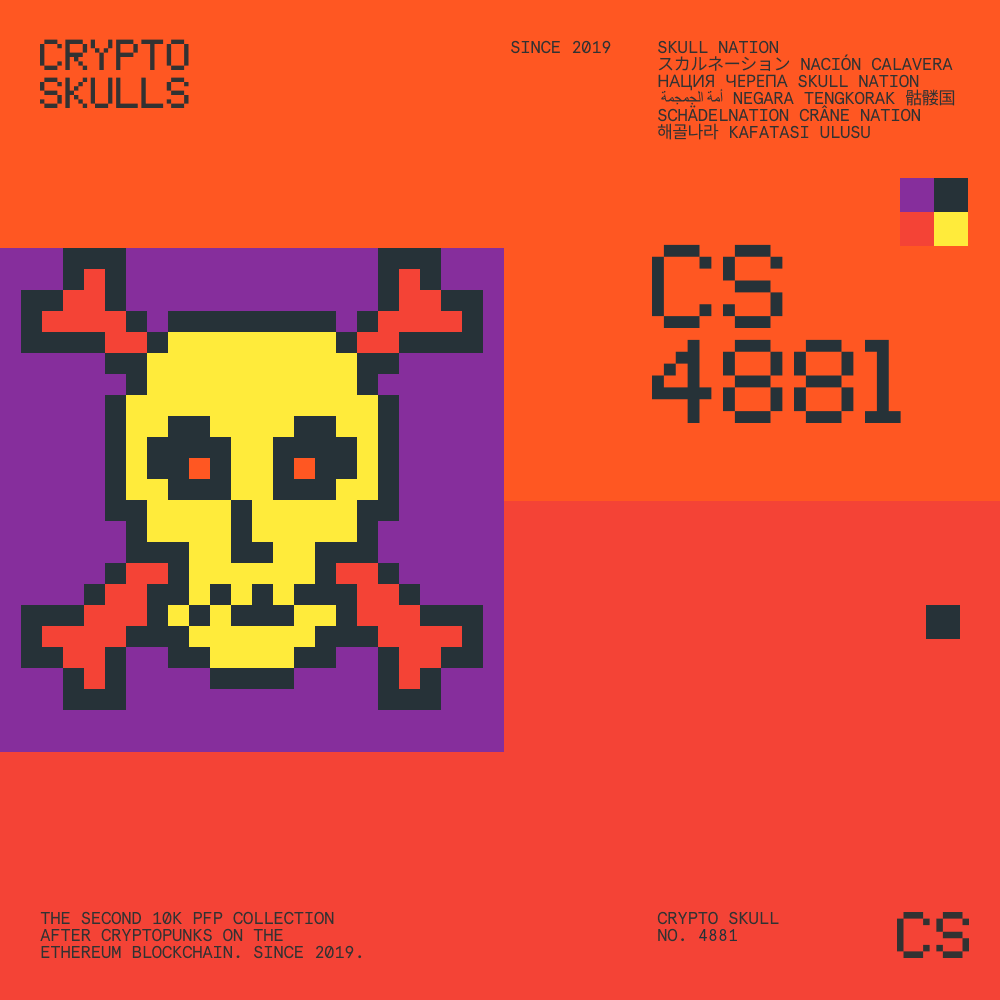 CRYPTO
SKULLS
SINCE 2019
SKULL NATION
スカルネーション NACIÓN CALAVERA
НАЦИЯ ЧЕРЕПА SKULL NATION
أمة الجمجمة NEGARA TENGKORAK 骷髅国
SCHÄDELNATION CRÂNE NATION
해골나라 KAFATASI ULUSU
CS
4881
THE SECOND 10K PFP COLLECTION
AFTER CRYPTOPUNKS ON THE
ETHEREUM BLOCKCHAIN. SINCE 2019.
CRYPTO SKULL
NO. 4881
CS